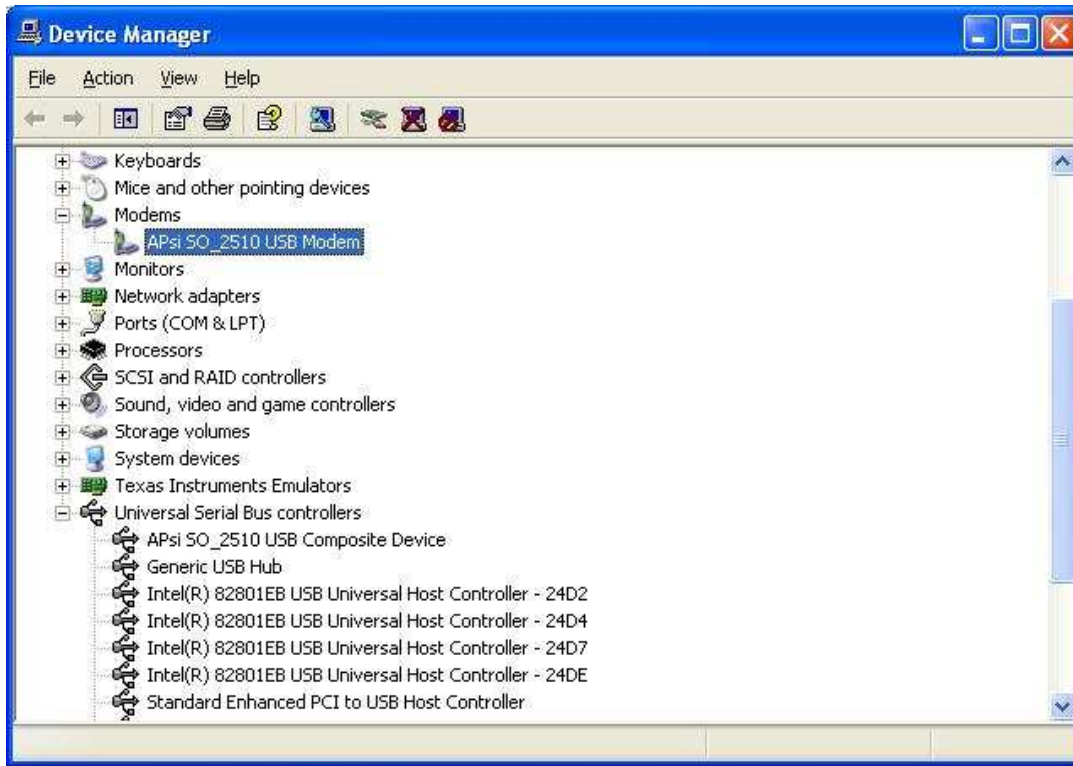 Device Manager
File Action View Help
Keyboards
Mice and other pointing devices
Modems
APsi SO_2510 USB Modem
Monitors
Network adapters
Ports (COM & LPT)
Processors
SCSI and RAID controllers
Sound, video and game controllers
Storage volumes
System devices
Texas Instruments Emulators
Universal Serial Bus controllers
APsi SO_2510 USB Composite Device
Generic USB Hub
Intel(R) 82801EB USB Universal Host Controller - 24D2
Intel(R) 82801EB USB Universal Host Controller - 24D4
Intel(R) 82801EB USB Universal Host Controller - 24D7
Intel(R) 82801EB USB Universal Host Controller - 24DE
Standard Enhanced PCI to USB Host Controller